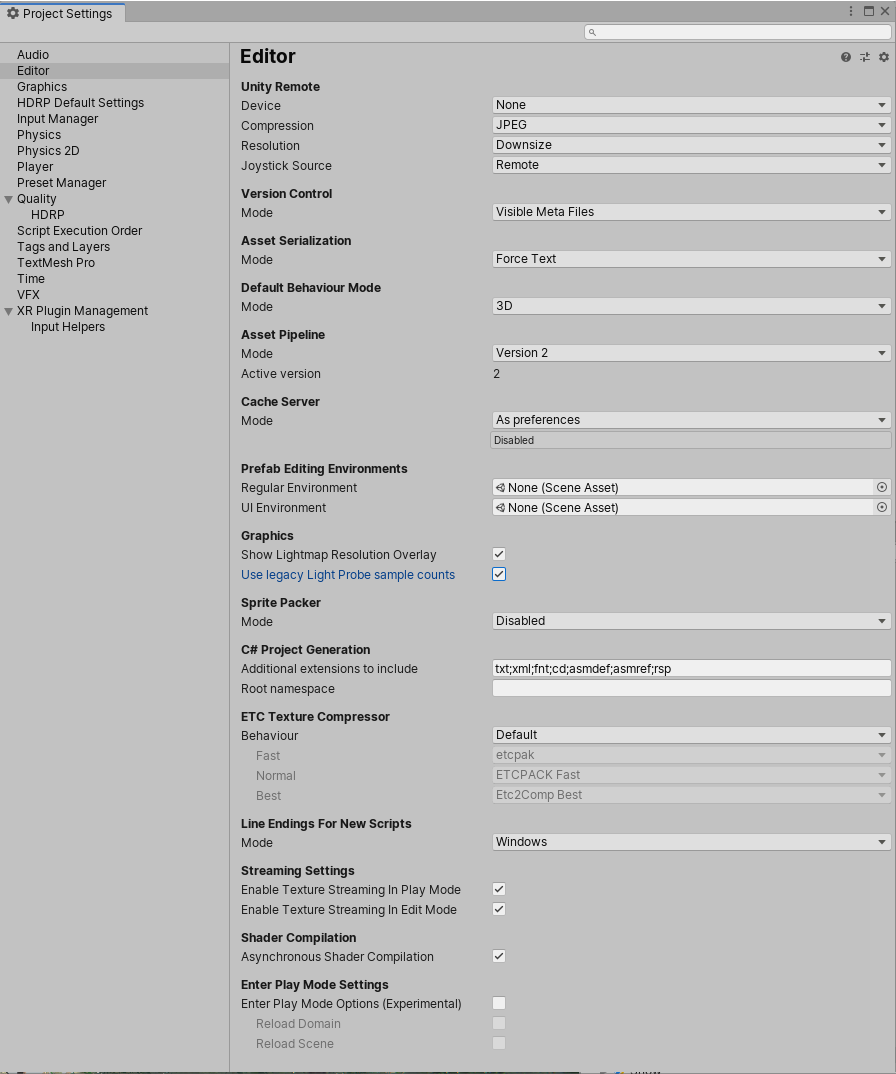 Project Settings
Audio
Editor
Graphics
HDRP Default Settings
Input Manager
Physics
Physics 2D
Player
Preset Manager
Quality
HDRP
Script Execution Order
Tags and Layers
TextMesh Pro
Time
VFX
XR Plugin Management
Input Helpers
Editor
Unity Remote
Device None
Compression JPEG
Resolution Downsize
Joystick Source Remote
Version Control
Mode Visible Meta Files
Asset Serialization
Mode Force Text
Default Behaviour Mode
Mode 3D
Asset Pipeline
Mode Version 2
Active version 2
Cache Server
Mode As preferences
Disabled
Prefab Editing Environments
Regular Environment None (Scene Asset)
UI Environment None (Scene Asset)
Graphics
Show Lightmap Resolution Overlay
Use legacy Light Probe sample counts
Sprite Packer
Mode Disabled
C# Project Generation
Additional extensions to include txt;xml;fnt;cd;asmdef;asmref;rsp
Root namespace
ETC Texture Compressor
Behaviour Default
Fast etcpak
Normal ETCPACK Fast
Best Etc2Comp Best
Line Endings For New Scripts
Mode Windows
Streaming Settings
Enable Texture Streaming In Play Mode
Enable Texture Streaming In Edit Mode
Shader Compilation
Asynchronous Shader Compilation
Enter Play Mode Settings
Enter Play Mode Options (Experimental)
Reload Domain
Reload Scene